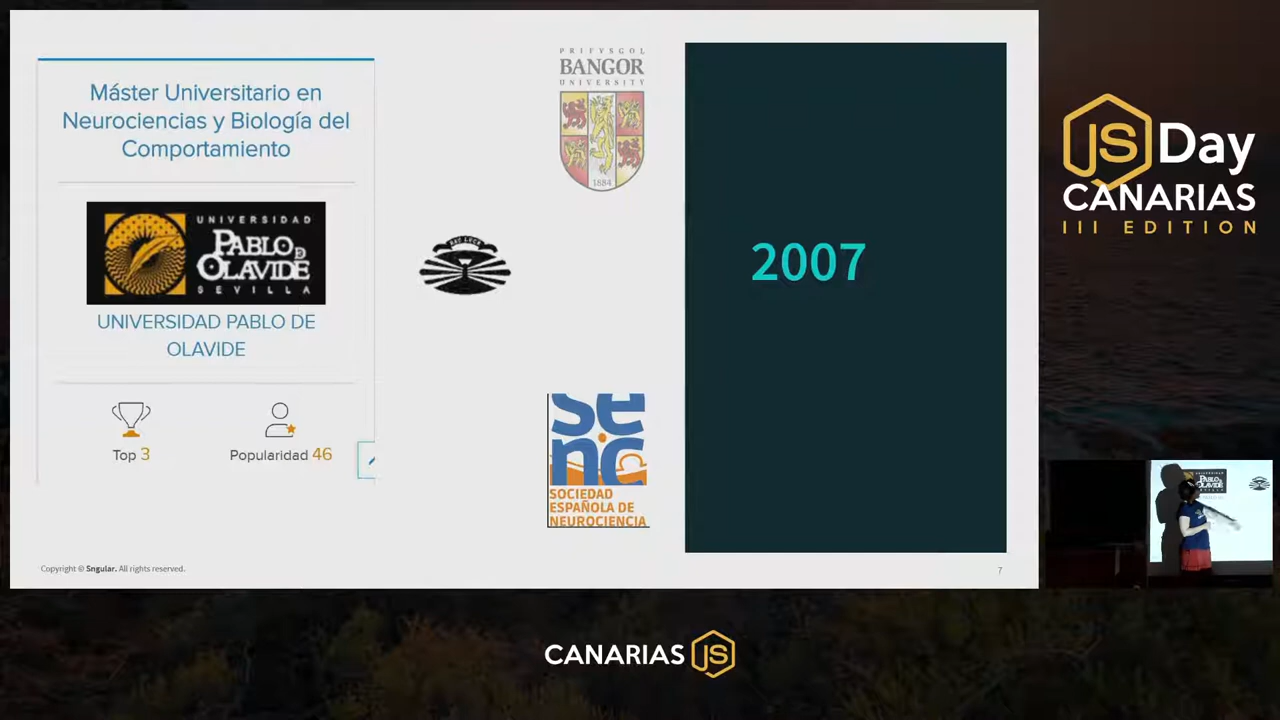 Máster Universitario en
Neurociencias y Biología del
Comportamiento
UNIVERSIDAD
PABLO DE
OLAVIDE
SEVILLA
UNIVERSIDAD PABLO DE
OLAVIDE
Top 3
Popularidad 46
PRIFYSGOL
BANGOR
UNIVERSITY
1884
senc
SOCIEDAD
ESPAÑOLA DE
NEUROCIENCIA
2007
Copyright © Sngular. All rights reserved.
7
JS Day
CANARIAS
III EDITION
CANARIAS JS